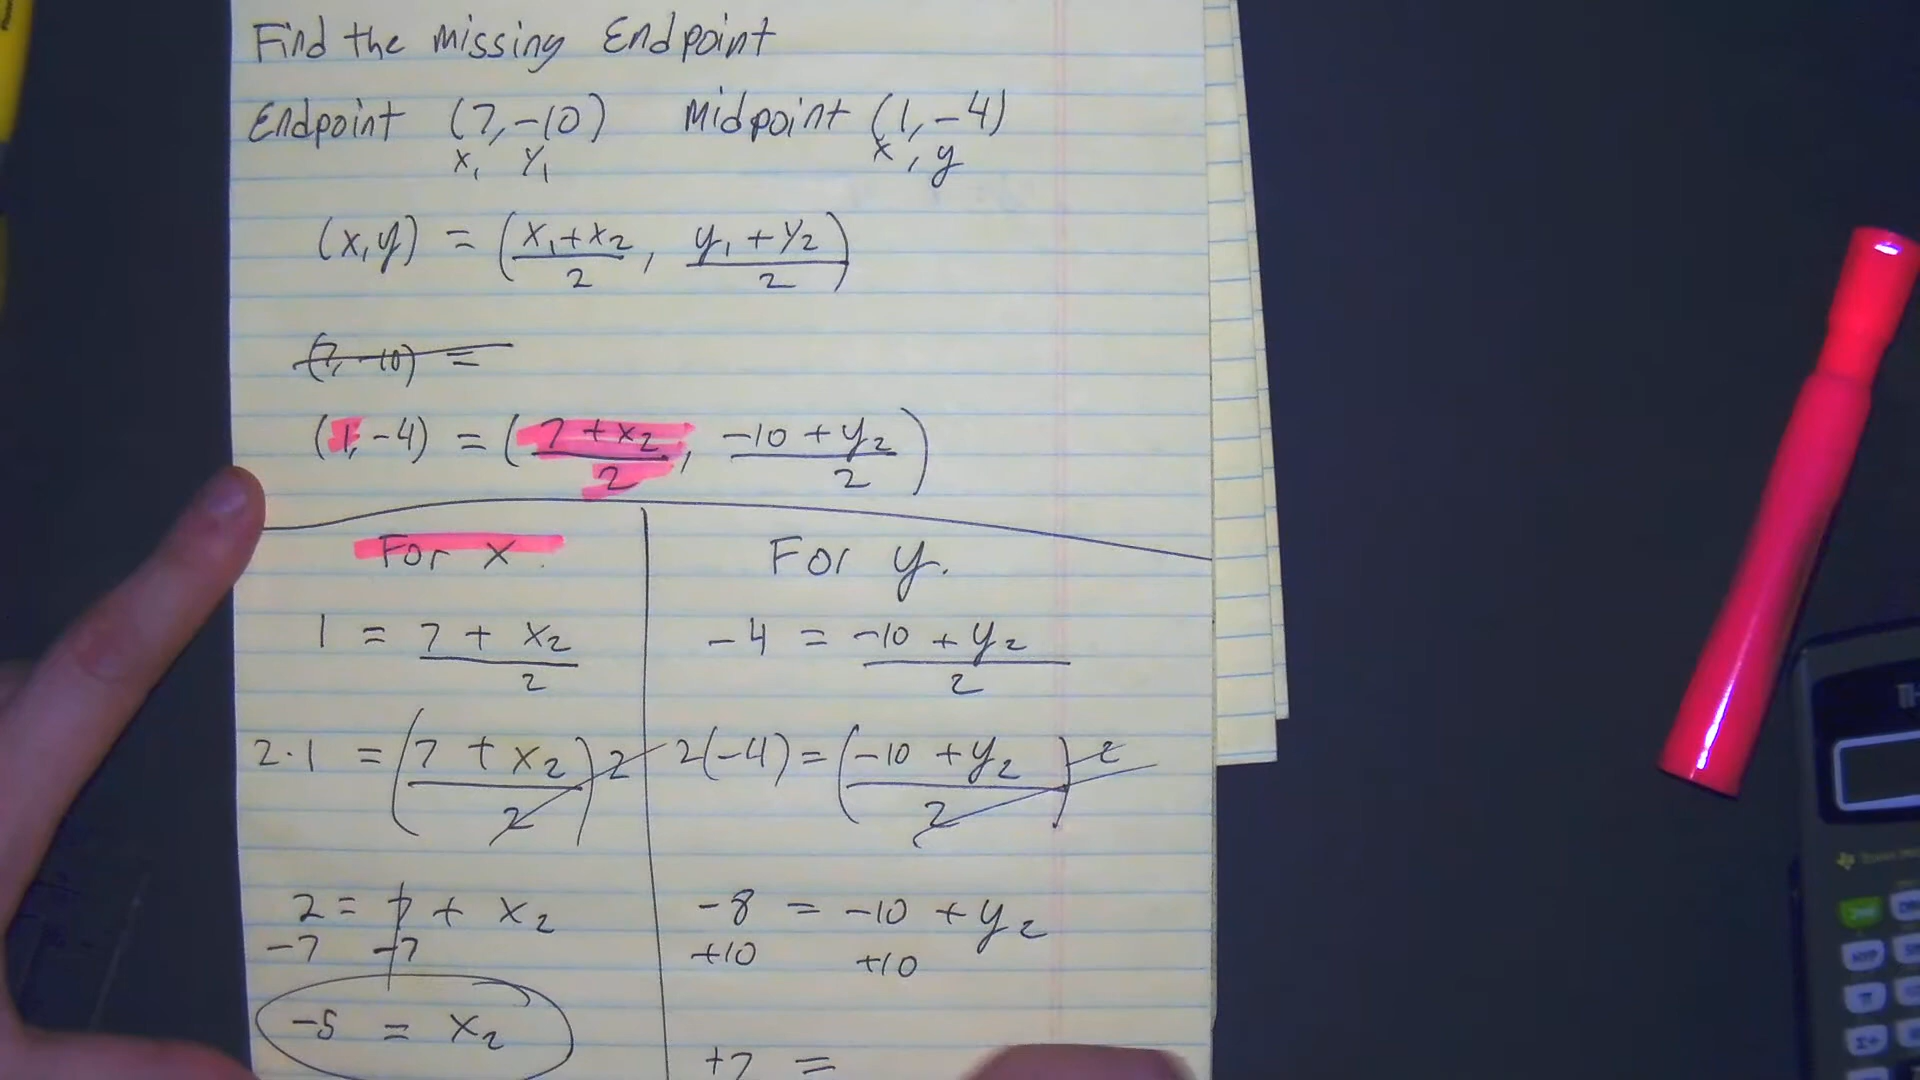 Find the missing Endpoint
Endpoint (7,-10) Midpoint (1,-4)
x₁ y₁ x, y
(x,y) = (x₁+x₂/2, y₁+y₂/2)
(7,-10) =
(1,-4) = (7+x₂/2, -10+y₂/2)
For x.
1 = 7 + x₂/2
2·1 = (7 + x₂/2) 2
2 = 7 + x₂
-7 -7
-5 = x₂
For y.
-4 = -10 + y₂/2
2(-4) = (-10 + y₂/2) 2
-8 = -10 + y₂
+10 +10
+2 =